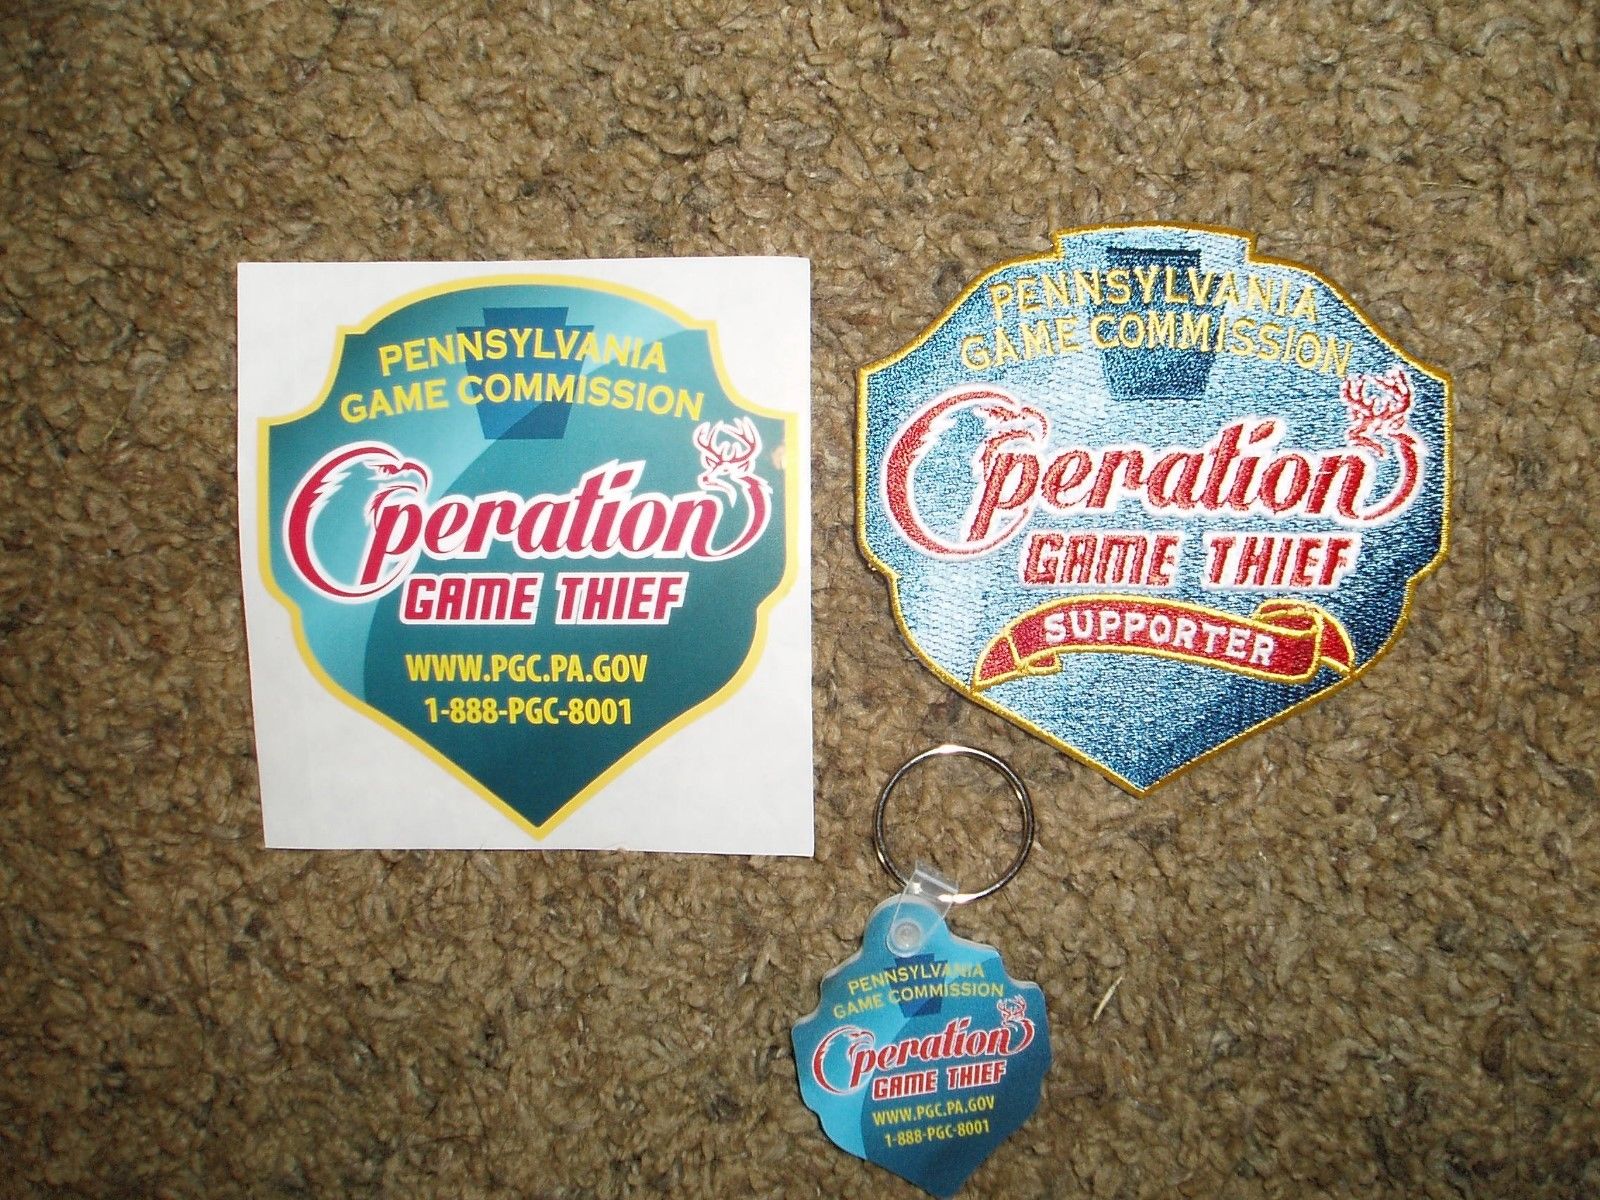 PENNSYLVANIA
GAME COMMISSION
Operation
GAME THIEF
WWW.PGC.PA.GOV
1-888-PGC-8001
PENNSYLVANIA
GAME COMMISSION
Operation
GAME THIEF
SUPPORTER
PENNSYLVANIA
GAME COMMISSION
Operation
GAME THIEF
WWW.PGC.PA.GOV
1-888-PGC-8001